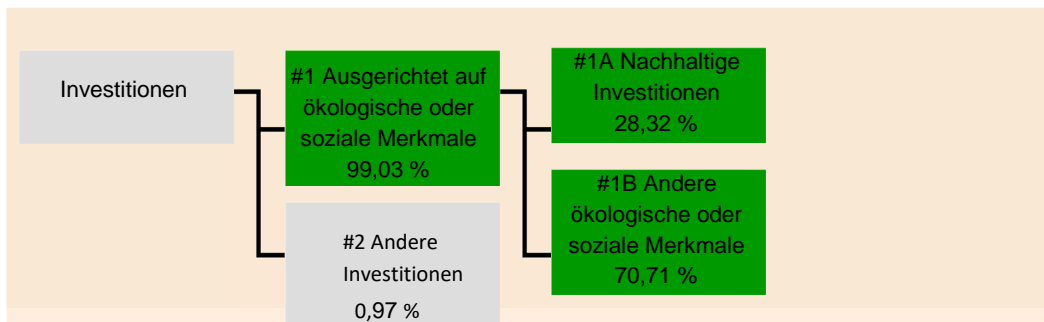 Investitionen
#1 Ausgerichtet auf
ökologische oder
soziale Merkmale
99,03 %
#2 Andere
Investitionen
0,97 %
#1A Nachhaltige
Investitionen
28,32 %
#1B Andere
ökologische oder
soziale Merkmale
70,71 %